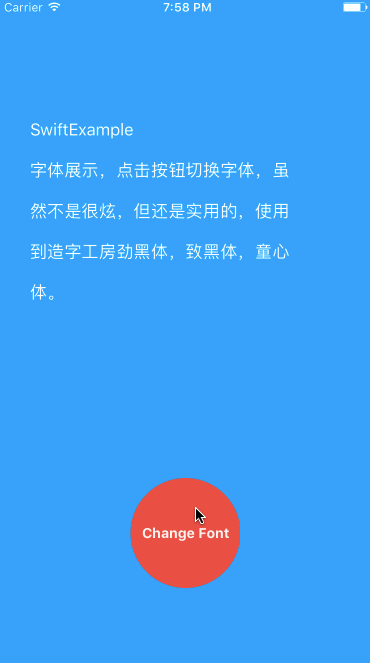 Carrier 7:58 PM
SwiftExample
字体展示，点击按钮切换字体，虽
然不是很炫，但还是实用的，使用
到造字工房劲黑体，致黑体，童心
体。
Change Font